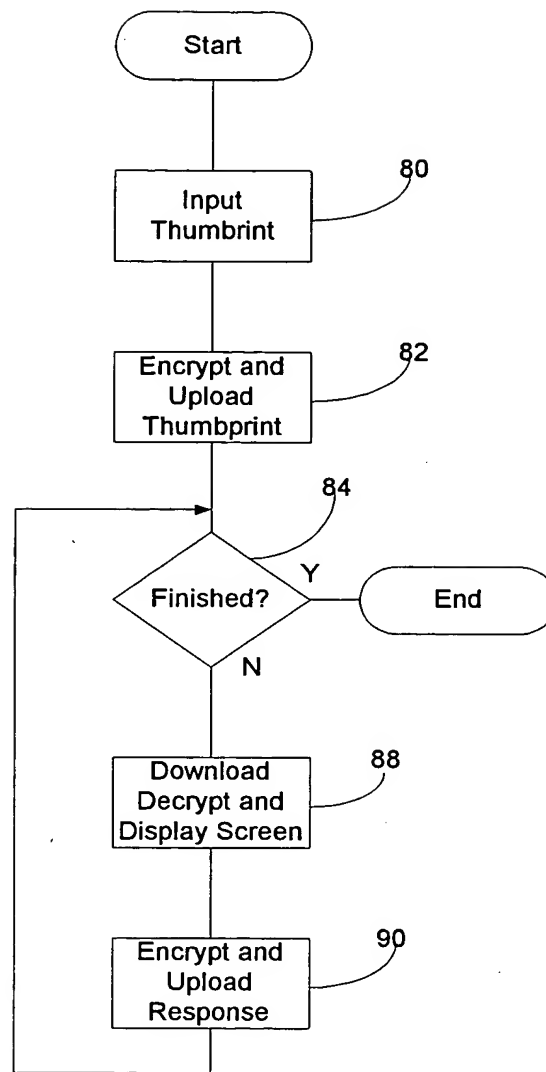 Start
80
Input
Thumbrint
82
Encrypt and
Upload
Thumbprint
84
Y
Finished?
End
N
88
Download
Decrypt and
Display Screen
90
Encrypt and
Upload
Response